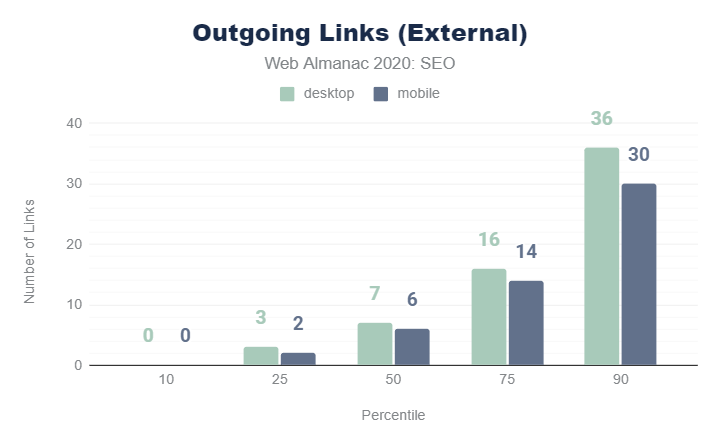 Outgoing Links (External)
Web Almanac 2020: SEO
desktop mobile
Number of Links
40
30
20
10
0
0 0
3 2
7 6
16 14
36 30
10 25 50 75 90
Percentile